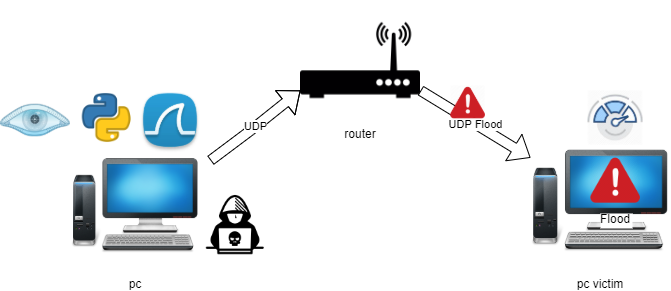 UDP
UDP Flood
router
Flood
pc
pc victim